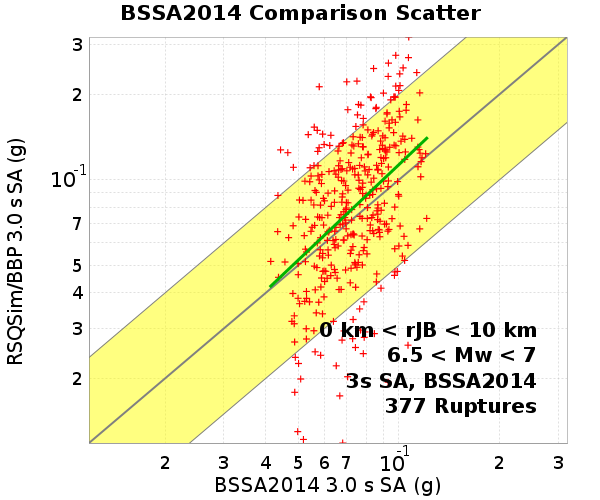 BSSA2014 Comparison Scatter
RSQSim/BBP 3.0 s SA (g)
3
2
10-1
7
5
4
3
2
0 km < rJB < 10 km
6.5 < Mw < 7
3s SA, BSSA2014
377 Ruptures
2 3 4 5 6 7 10-1 2 3
BSSA2014 3.0 s SA (g)